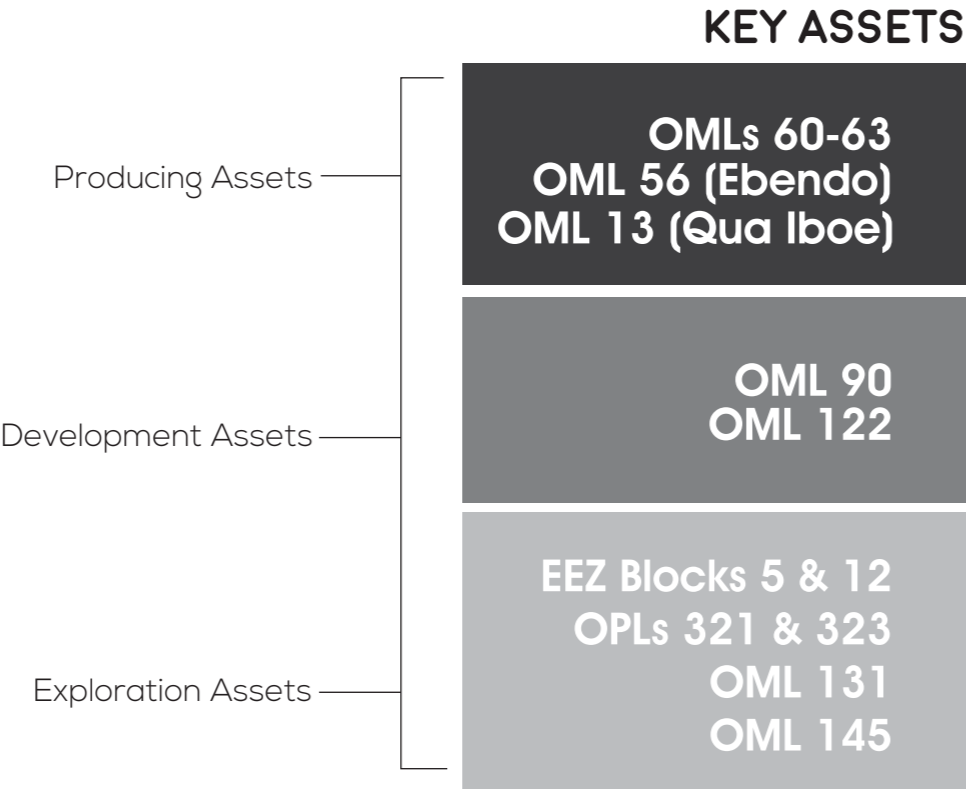 KEY ASSETS
Producing Assets
OMLs 60-63
OML 56 (Ebendo)
OML 13 (Qua Iboe)
Development Assets
OML 90
OML 122
Exploration Assets
EEZ Blocks 5 & 12
OPLs 321 & 323
OML 131
OML 145